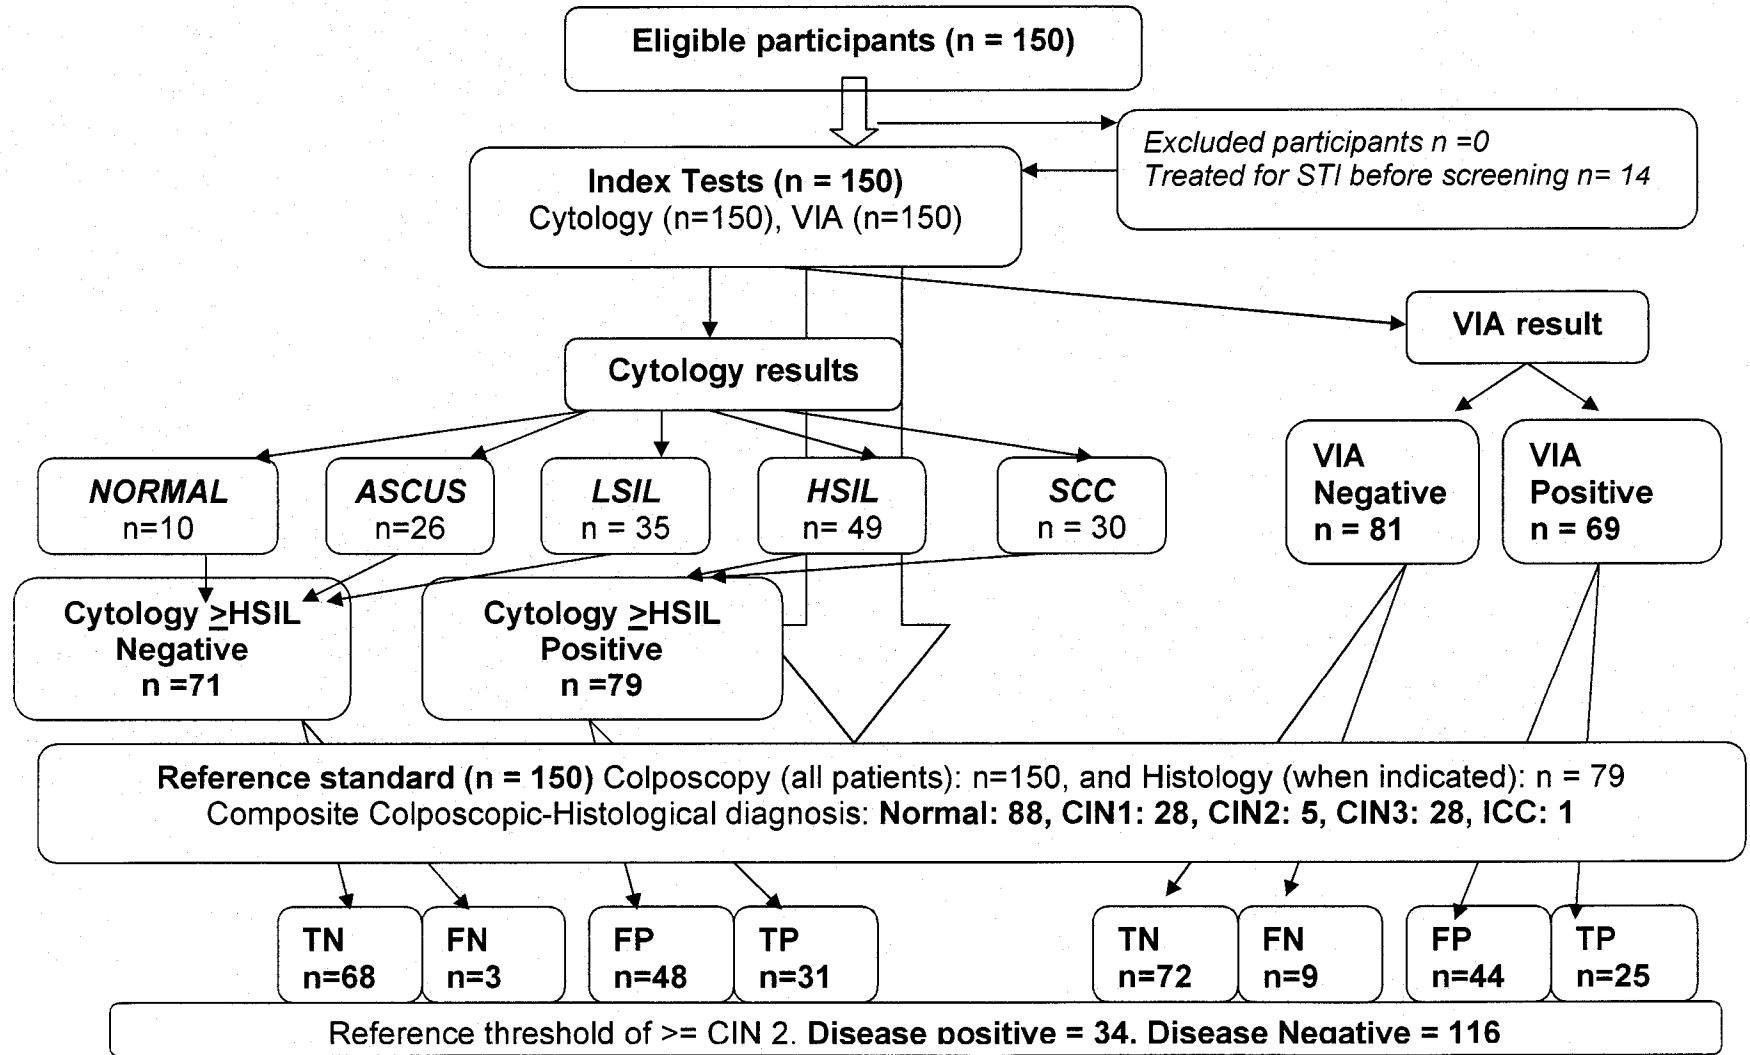 Eligible participants (n = 150)
Excluded participants n =0
Treated for STI before screening n= 14
Index Tests (n = 150)
Cytology (n=150), VIA (n=150)
VIA result
Cytology results
VIA
Negative
n = 81
VIA
Positive
n = 69
NORMAL
n=10
ASCUS
n=26
LSIL
n = 35
HSIL
n= 49
SCC
n = 30
Cytology ≥HSIL
Negative
n =71
Cytology ≥HSIL
Positive
n =79
Reference standard (n = 150) Colposcopy (all patients): n=150, and Histology (when indicated): n = 79
Composite Colposcopic-Histological diagnosis: Normal: 88, CIN1: 28, CIN2: 5, CIN3: 28, ICC: 1
TN
n=68
FN
n=3
FP
n=48
TP
n=31
TN
n=72
FN
n=9
FP
n=44
TP
n=25
Reference threshold of >= CIN 2. Disease positive = 34. Disease Negative = 116